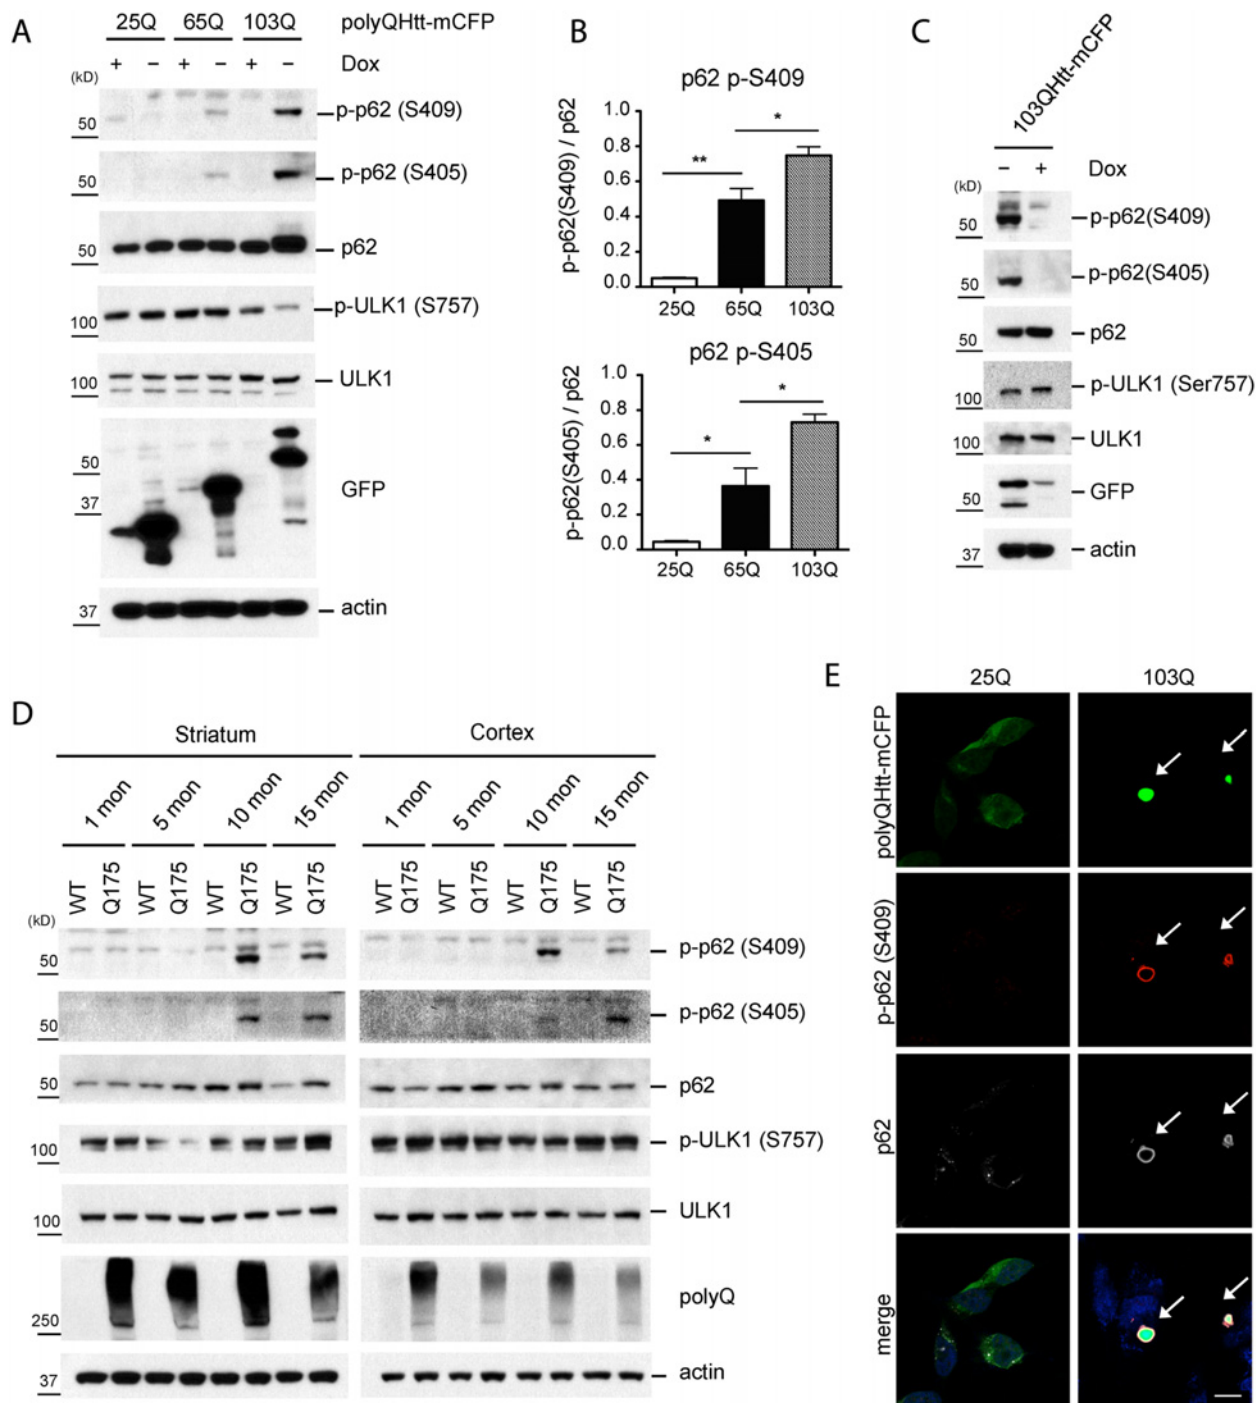 A
25Q 65Q 103Q polyQHtt-mCFP
+ − + − + − Dox
(kD)
50 p-p62 (S409)
50 p-p62 (S405)
50 p62
100 p-ULK1 (S757)
100 ULK1
50
37 GFP
37 actin
B
p62 p-S409
p-p62(S409) / p62
1.0
0.8
0.6
0.4
0.2
0.0
** *
25Q 65Q 103Q
p62 p-S405
p-p62(S405) / p62
1.0
0.8
0.6
0.4
0.2
0.0
* *
25Q 65Q 103Q
C
103QHtt-mCFP
− + Dox
(kD)
50 p-p62(S409)
50 p-p62(S405)
50 p62
100 p-ULK1 (Ser757)
100 ULK1
50 GFP
37 actin
D
Striatum Cortex
1 mon 5 mon 10 mon 15 mon 1 mon 5 mon 10 mon 15 mon
WT Q175 WT Q175 WT Q175 WT Q175 WT Q175 WT Q175 WT Q175 WT Q175
(kD)
50 p-p62 (S409)
50 p-p62 (S405)
50 p62
100 p-ULK1 (S757)
100 ULK1
250 polyQ
37 actin
E
25Q 103Q
polyQHtt-mCFP
p-p62 (S409)
p62
merge